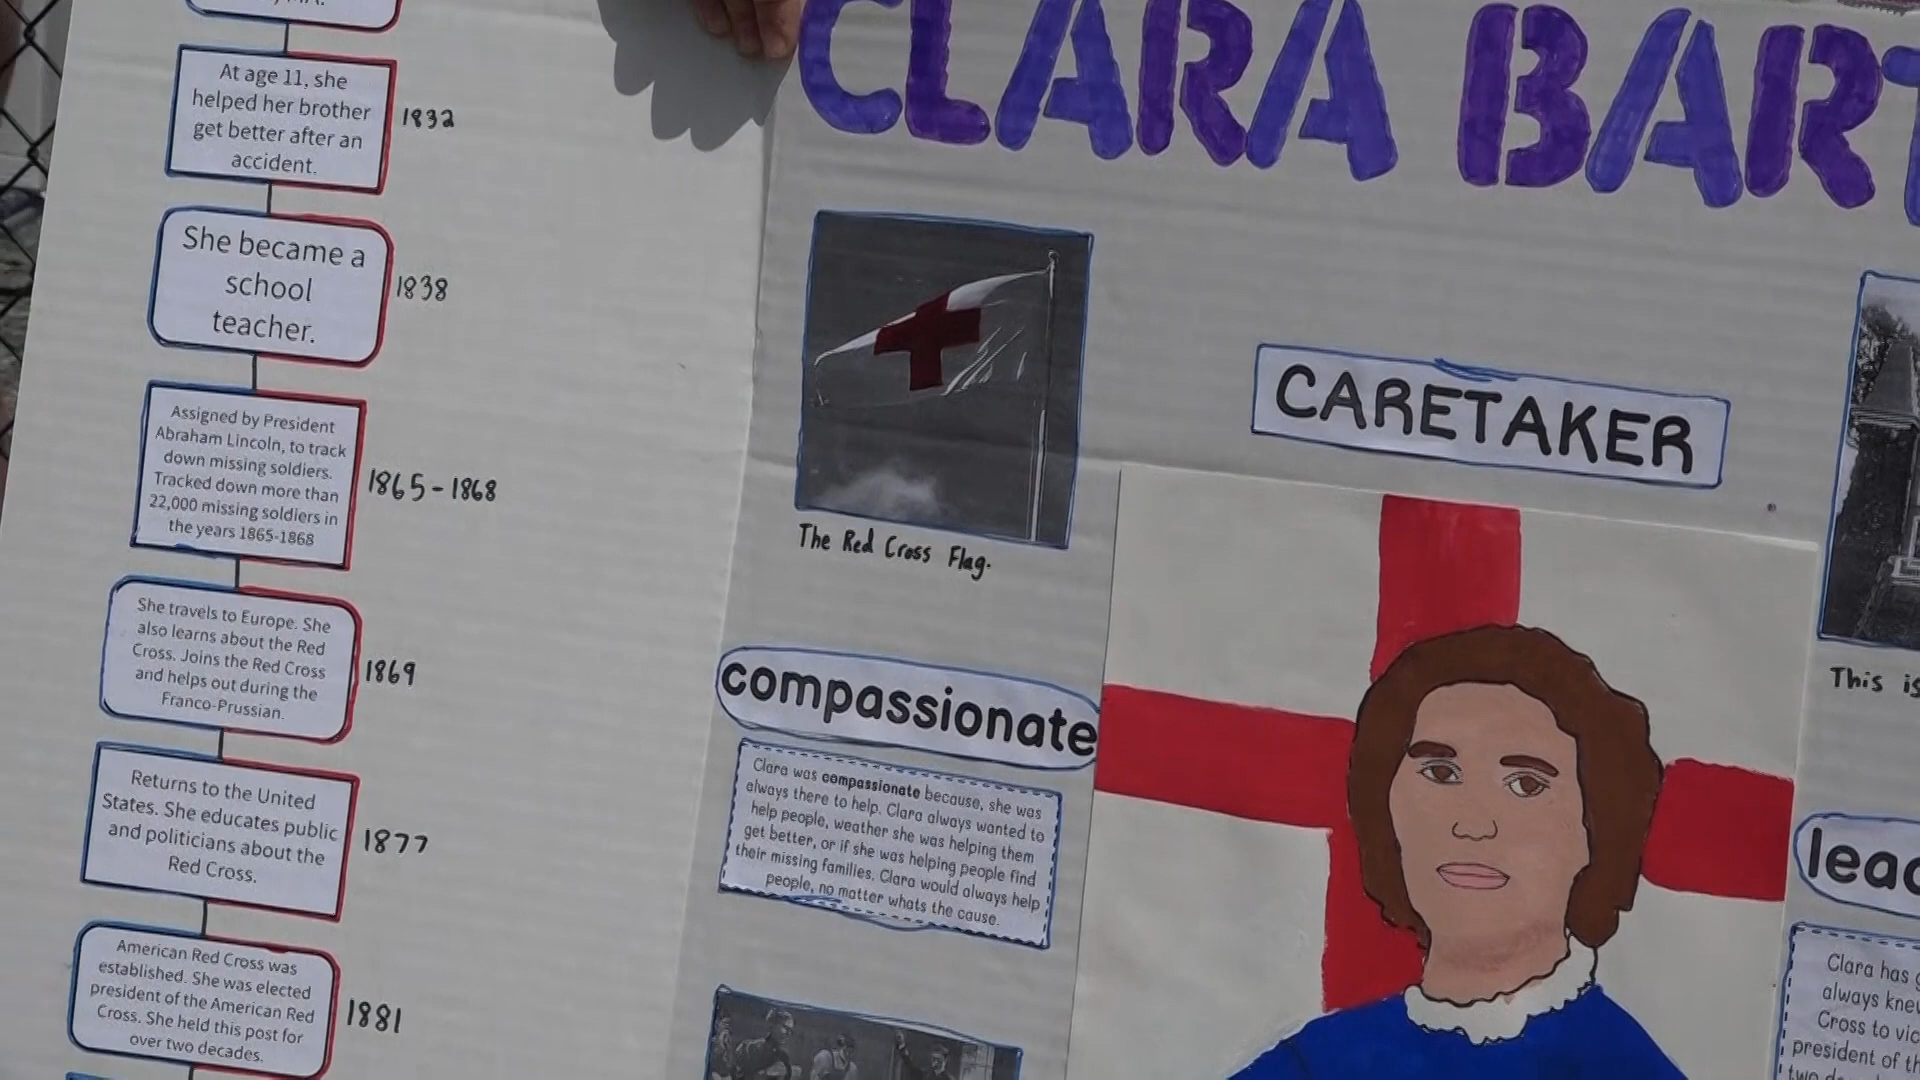 CLARA BART
MA.
At age 11, she
helped her brother
get better after an
accident.
1832
She became a
school
teacher.
1838
Assigned by President
Abraham Lincoln, to track
down missing soldiers.
Tracked down more than
22,000 missing soldiers in
the years 1865-1868
1865-1868
She travels to Europe. She
also learns about the Red
Cross. Joins the Red Cross
and helps out during the
Franco-Prussian.
1869
Returns to the United
States. She educates public
and politicians about the
Red Cross.
1877
American Red Cross was
established. She was elected
president of the American Red
Cross. She held this post for
over two decades.
1881
The Red Cross Flag.
compassionate
Clara was compassionate because, she was
always there to help. Clara always wanted to
help people, weather she was helping them
get better, or if she was helping people find
their missing families. Clara would always help
people, no matter whats the cause.
CARETAKER
This is
lea
Clara has
always knew
Cross to vic
president of th